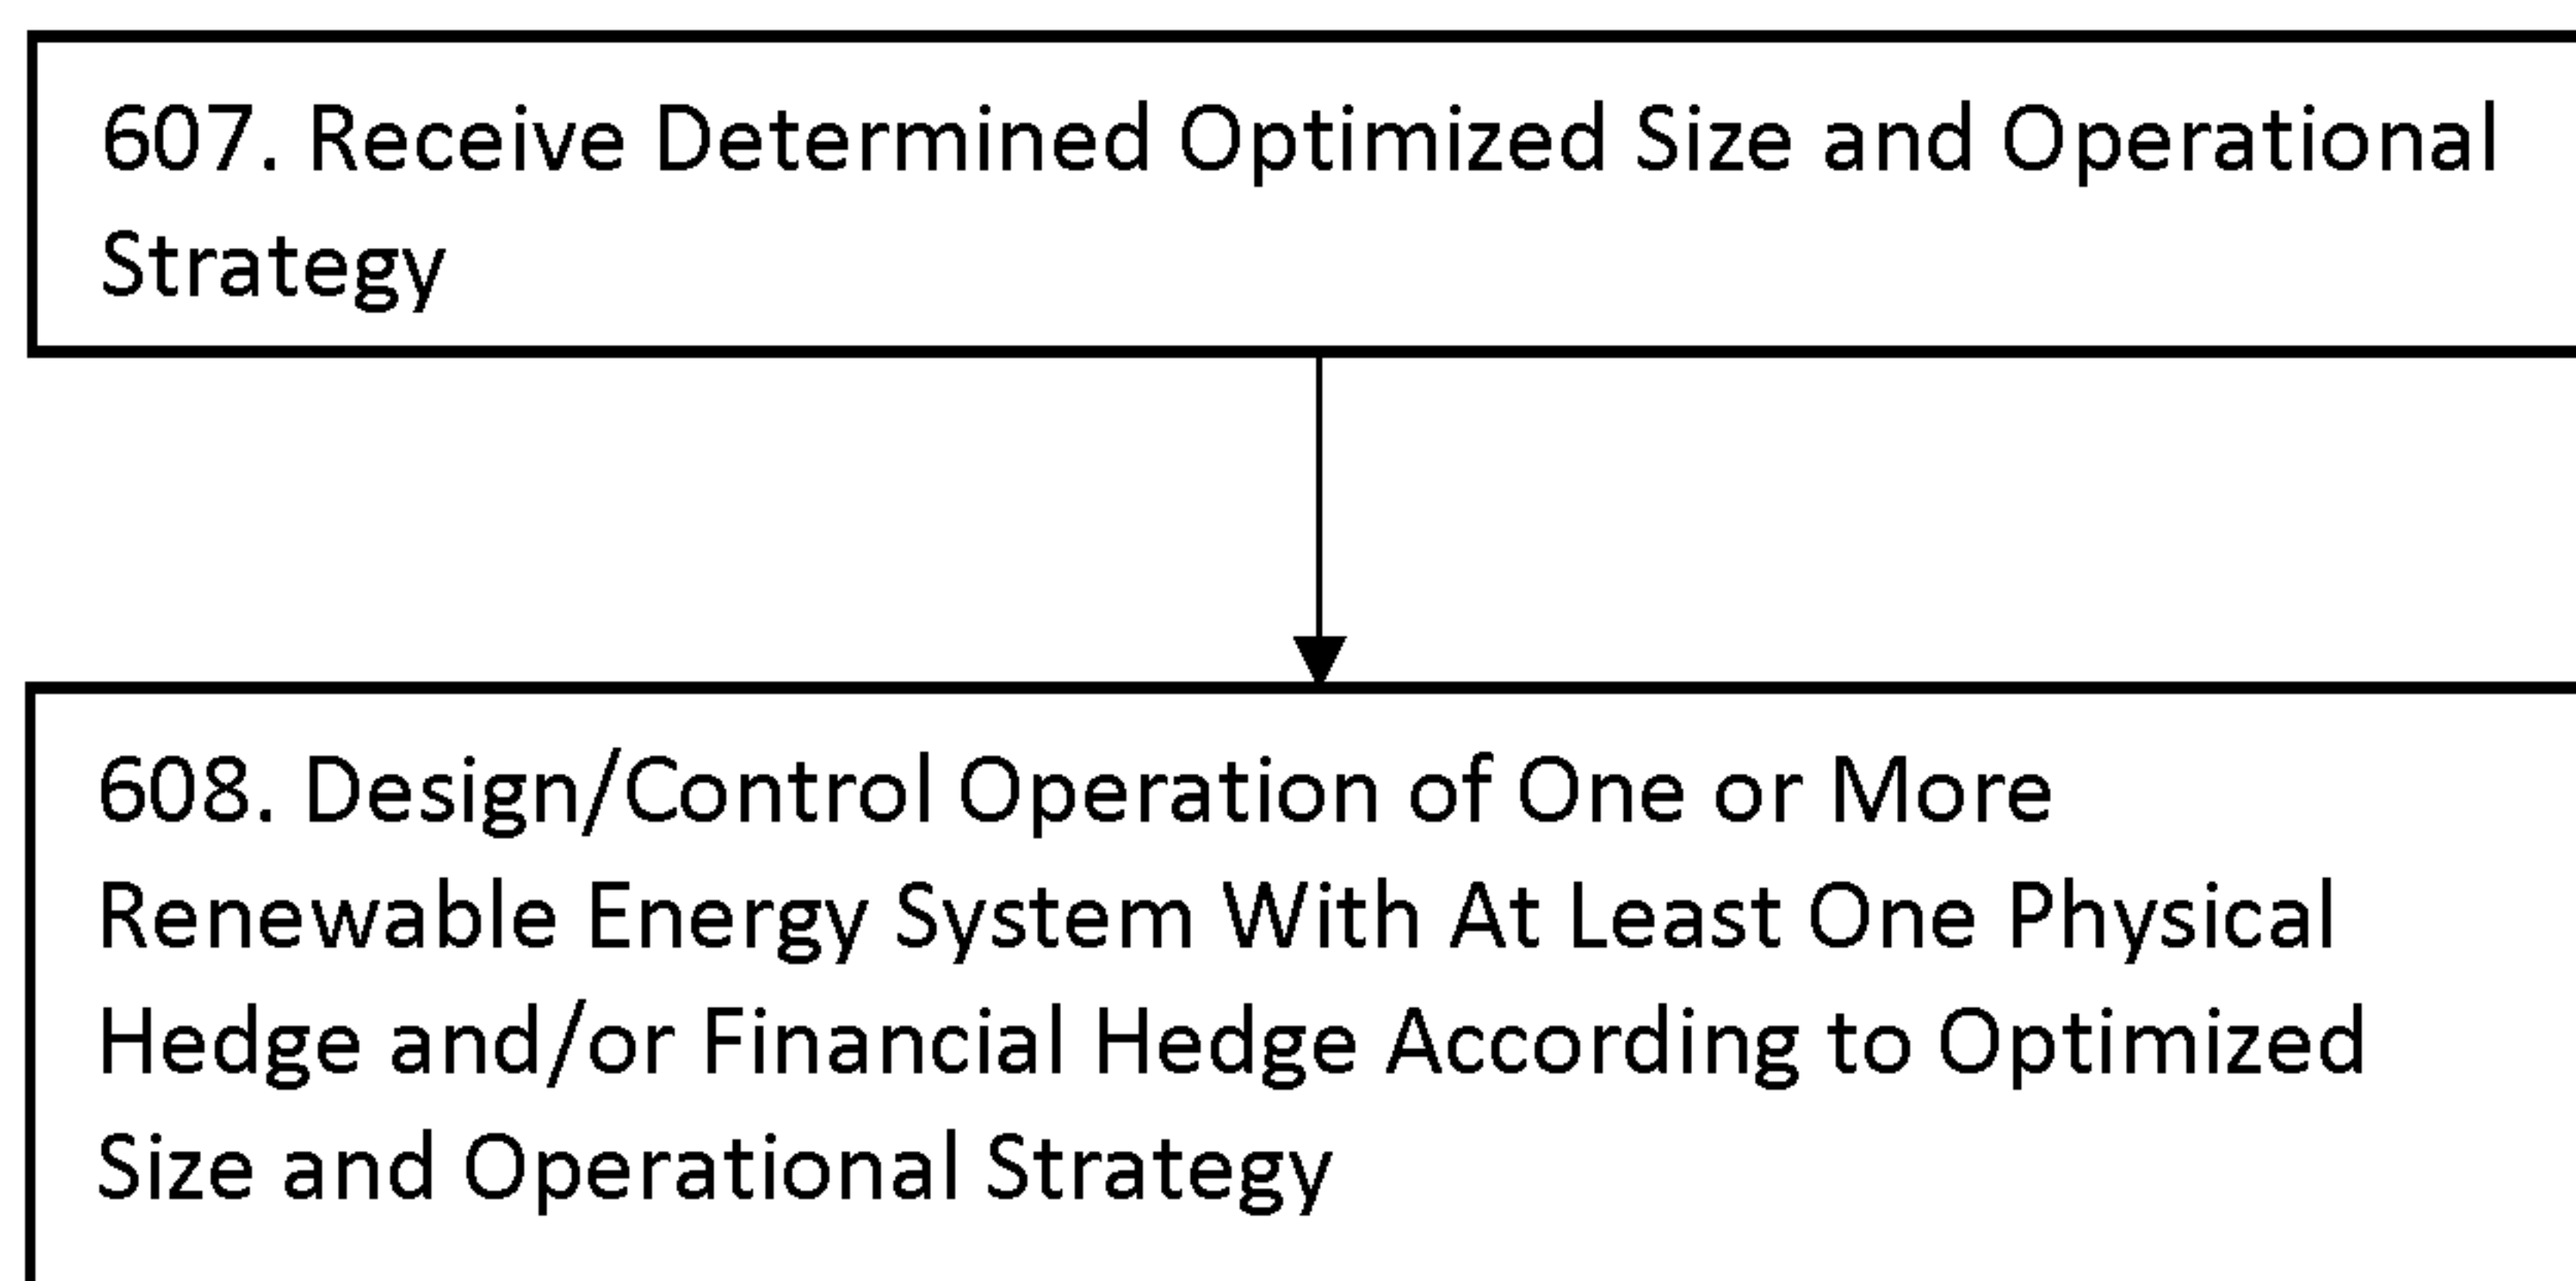 607. Receive Determined Optimized Size and Operational
Strategy
608. Design/Control Operation of One or More
Renewable Energy System With At Least One Physical
Hedge and/or Financial Hedge According to Optimized
Size and Operational Strategy